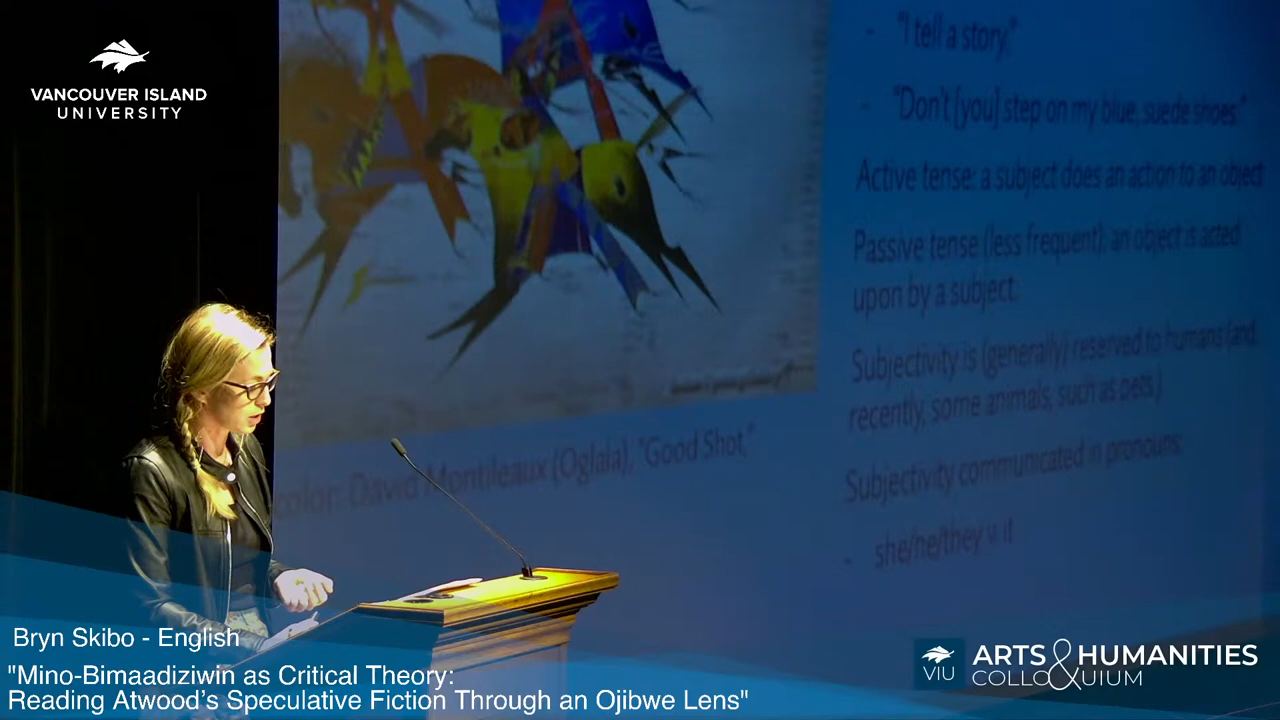 VANCOUVER ISLAND
UNIVERSITY
- "I tell a story."
- "Don't [you] step on my blue, suede shoes."
Active tense: a subject does an action to an object
Passive tense (less frequent): an object is acted
upon by a subject.
Subjectivity is (generally) reserved to humans (and,
recently, some animals, such as pets.)
Subjectivity communicated in pronouns:
- she/he/they v. it
color: David Montileaux (Oglala), "Good Shot,"
Bryn Skibo - English
"Mino-Bimaadiziwin as Critical Theory:
Reading Atwood's Speculative Fiction Through an Ojibwe Lens"
VIU
ARTS & HUMANITIES
COLLOQUIUM